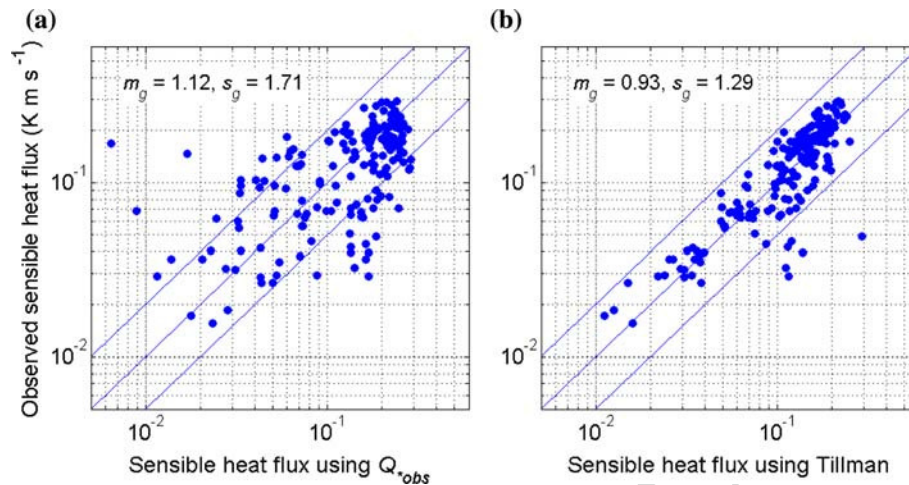 (a)
(b)
m_g = 1.12, s_g = 1.71
m_g = 0.93, s_g = 1.29
Observed sensible heat flux (K m s⁻¹)
10⁻¹
10⁻²
10⁻²
10⁻¹
10⁻¹
10⁻²
10⁻²
10⁻¹
Sensible heat flux using Q_*obs
Sensible heat flux using Tillman